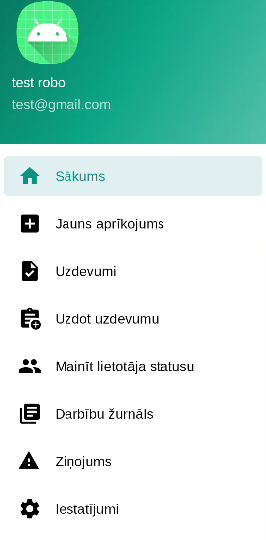 test robo
test@gmail.com
Sākums
Jauns aprīkojums
Uzdevumi
Uzdot uzdevumu
Mainīt lietotāja statusu
Darbību žurnāls
Ziņojums
Iestatījumi